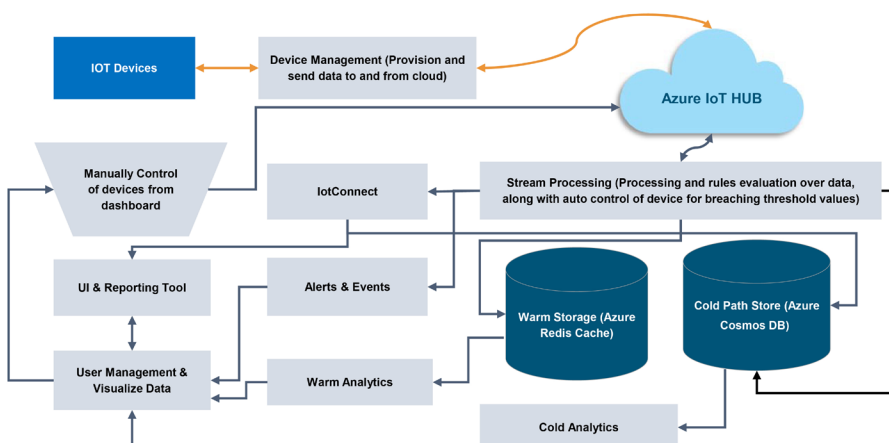 IOT Devices
Device Management (Provision and
send data to and from cloud)
Azure IoT HUB
Manually Control
of devices from
dashboard
IotConnect
Stream Processing (Processing and rules evaluation over data,
along with auto control of device for breaching threshold values)
UI & Reporting Tool
Alerts & Events
Warm Storage (Azure
Redis Cache)
Cold Path Store (Azure
Cosmos DB)
User Management &
Visualize Data
Warm Analytics
Cold Analytics